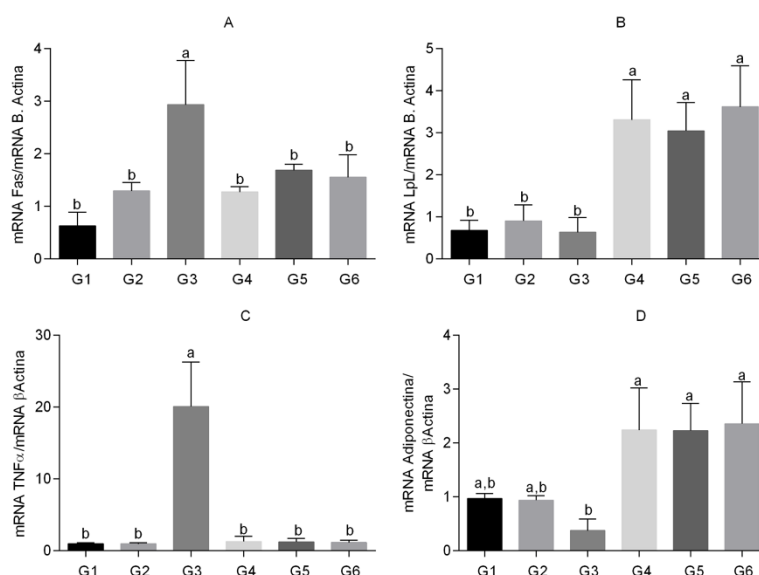 A
mRNA Fas/mRNA B. Actina
4
3
2
1
0
b
b
a
b
b
b
G1 G2 G3 G4 G5 G6
B
mRNA LpL/mRNA B. Actina
5
4
3
2
1
0
b
b
b
a
a
a
G1 G2 G3 G4 G5 G6
C
mRNA TNFα/mRNA βActina
30
20
10
0
b
b
a
b
b
b
G1 G2 G3 G4 G5 G6
D
mRNA Adiponectina/
mRNA βActina
4
3
2
1
0
a,b
a,b
b
a
a
a
G1 G2 G3 G4 G5 G6